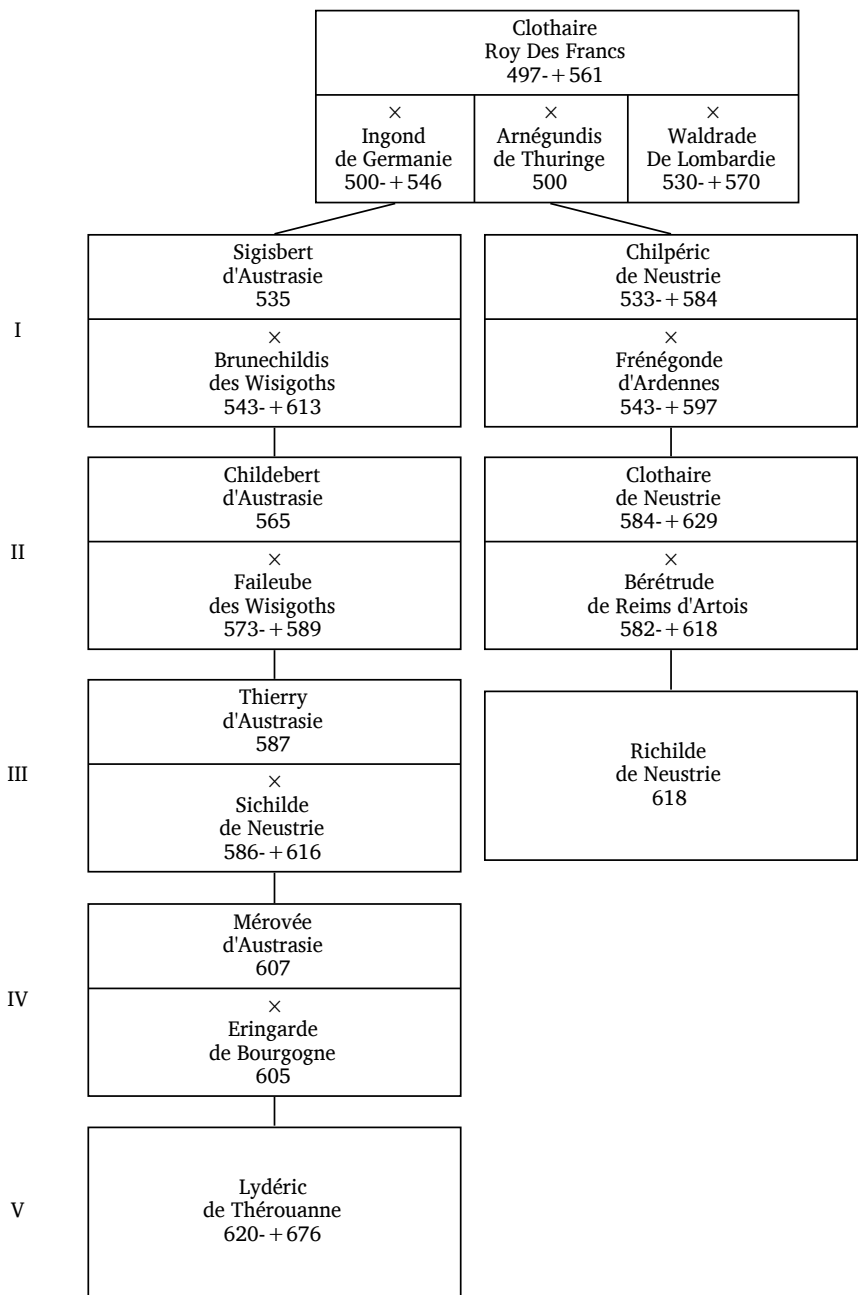 Clothaire
Roy Des Francs
497-+561
×
Ingond
de Germanie
500-+546
×
Arnégundis
de Thuringe
500
×
Waldrade
De Lombardie
530-+570
I
Sigisbert
d'Austrasie
535
×
Brunechildis
des Wisigoths
543-+613
Chilpéric
de Neustrie
533-+584
×
Frénégonde
d'Ardennes
543-+597
II
Childebert
d'Austrasie
565
×
Faileube
des Wisigoths
573-+589
Clothaire
de Neustrie
584-+629
×
Bérétrude
de Reims d'Artois
582-+618
III
Thierry
d'Austrasie
587
×
Sichilde
de Neustrie
586-+616
Richilde
de Neustrie
618
IV
Mérovée
d'Austrasie
607
×
Eringarde
de Bourgogne
605
V
Lydéric
de Thérouanne
620-+676